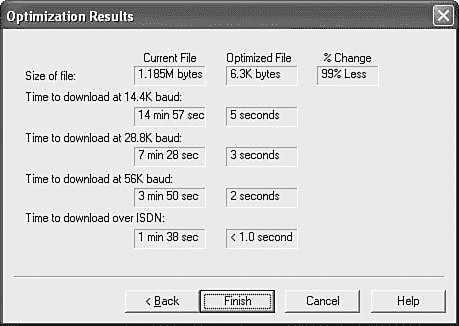 Optimization Results
Current File Optimized File % Change
Size of file: 1.185M bytes 6.3K bytes 99% Less
Time to download at 14.4K baud:
14 min 57 sec 5 seconds
Time to download at 28.8K baud:
7 min 28 sec 3 seconds
Time to download at 56K baud:
3 min 50 sec 2 seconds
Time to download over ISDN:
1 min 38 sec < 1.0 second
< Back Finish Cancel Help